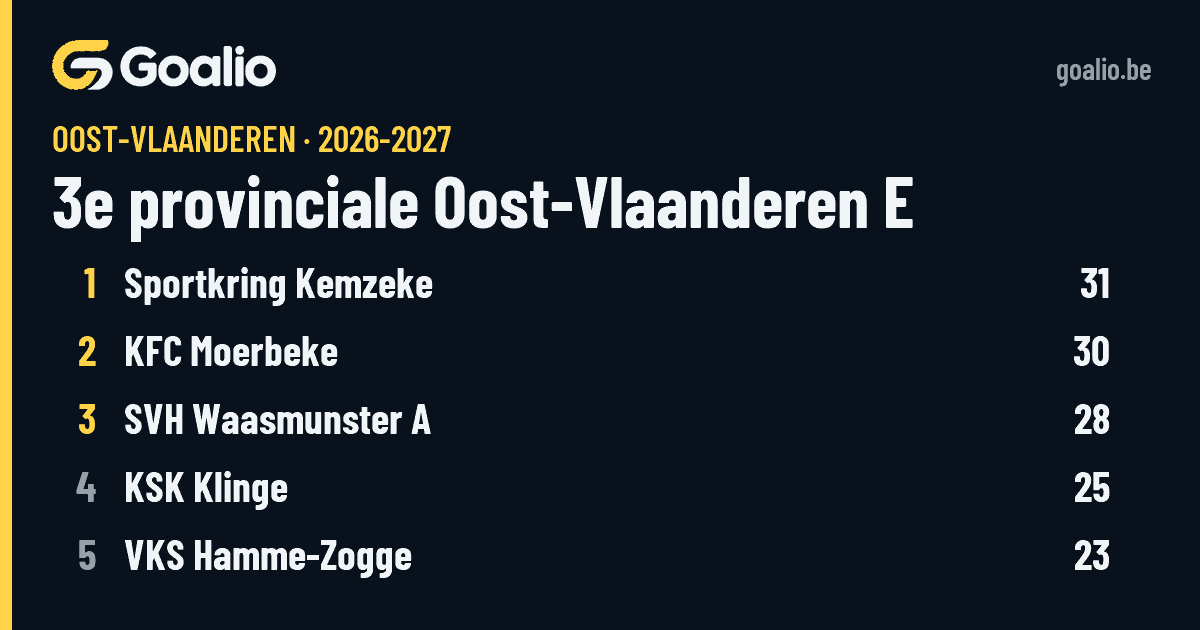 Goalio
goalio.be
OOST-VLAANDEREN · 2026-2027
3e provinciale Oost-Vlaanderen E
1 Sportkring Kemzeke 31
2 KFC Moerbeke 30
3 SVH Waasmunster A 28
4 KSK Klinge 25
5 VKS Hamme-Zogge 23